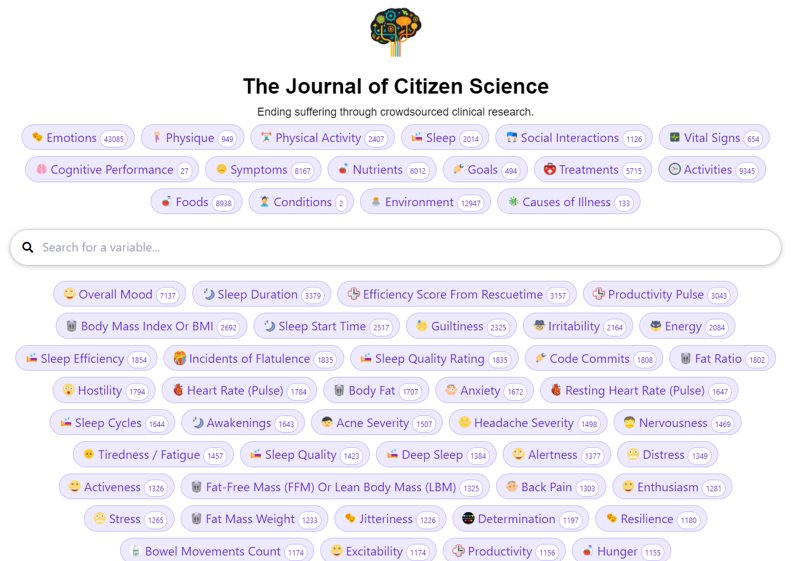 The Journal of Citizen Science
Ending suffering through crowdsourced clinical research.
Emotions 43085 Physique 949 Physical Activity 2407 Sleep 2014 Social Interactions 1126 Vital Signs 654
Cognitive Performance 27 Symptoms 8167 Nutrients 6012 Goals 494 Treatments 5715 Activities 9345
Foods 8938 Conditions 2 Environment 12947 Causes of Illness 133
Search for a variable...
Overall Mood 7137 Sleep Duration 3379 Efficiency Score From Rescuetime 3157 Productivity Pulse 3043
Body Mass Index Or BMI 2692 Sleep Start Time 2517 Guiltiness 2325 Irritability 2164 Energy 2084
Sleep Efficiency 1854 Incidents of Flatulence 1835 Sleep Quality Rating 1835 Code Commits 1808 Fat Ratio 1802
Hostility 1794 Heart Rate (Pulse) 1784 Body Fat 1707 Anxiety 1672 Resting Heart Rate (Pulse) 1647
Sleep Cycles 1644 Awakenings 1643 Acne Severity 1507 Headache Severity 1498 Nervousness 1469
Tiredness / Fatigue 1457 Sleep Quality 1423 Deep Sleep 1384 Alertness 1377 Distress 1349
Activeness 1326 Fat-Free Mass (FFM) Or Lean Body Mass (LBM) 1325 Back Pain 1303 Enthusiasm 1281
Stress 1265 Fat Mass Weight 1233 Jitteriness 1226 Determination 1197 Resilience 1180
Bowel Movements Count 1174 Excitability 1174 Productivity 1156 Hunger 1155